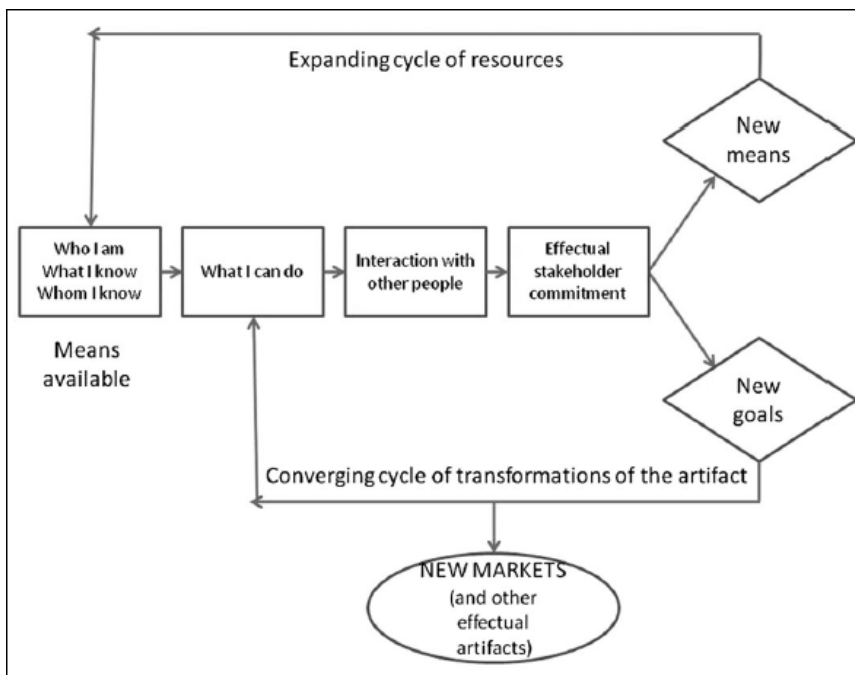 Expanding cycle of resources
New
means
Who I am
What I know
Whom I know
What I can do
Interaction with
other people
Effectual
stakeholder
commitment
Means
available
New
goals
Converging cycle of transformations of the artifact
NEW MARKETS
(and other
effectual
artifacts)